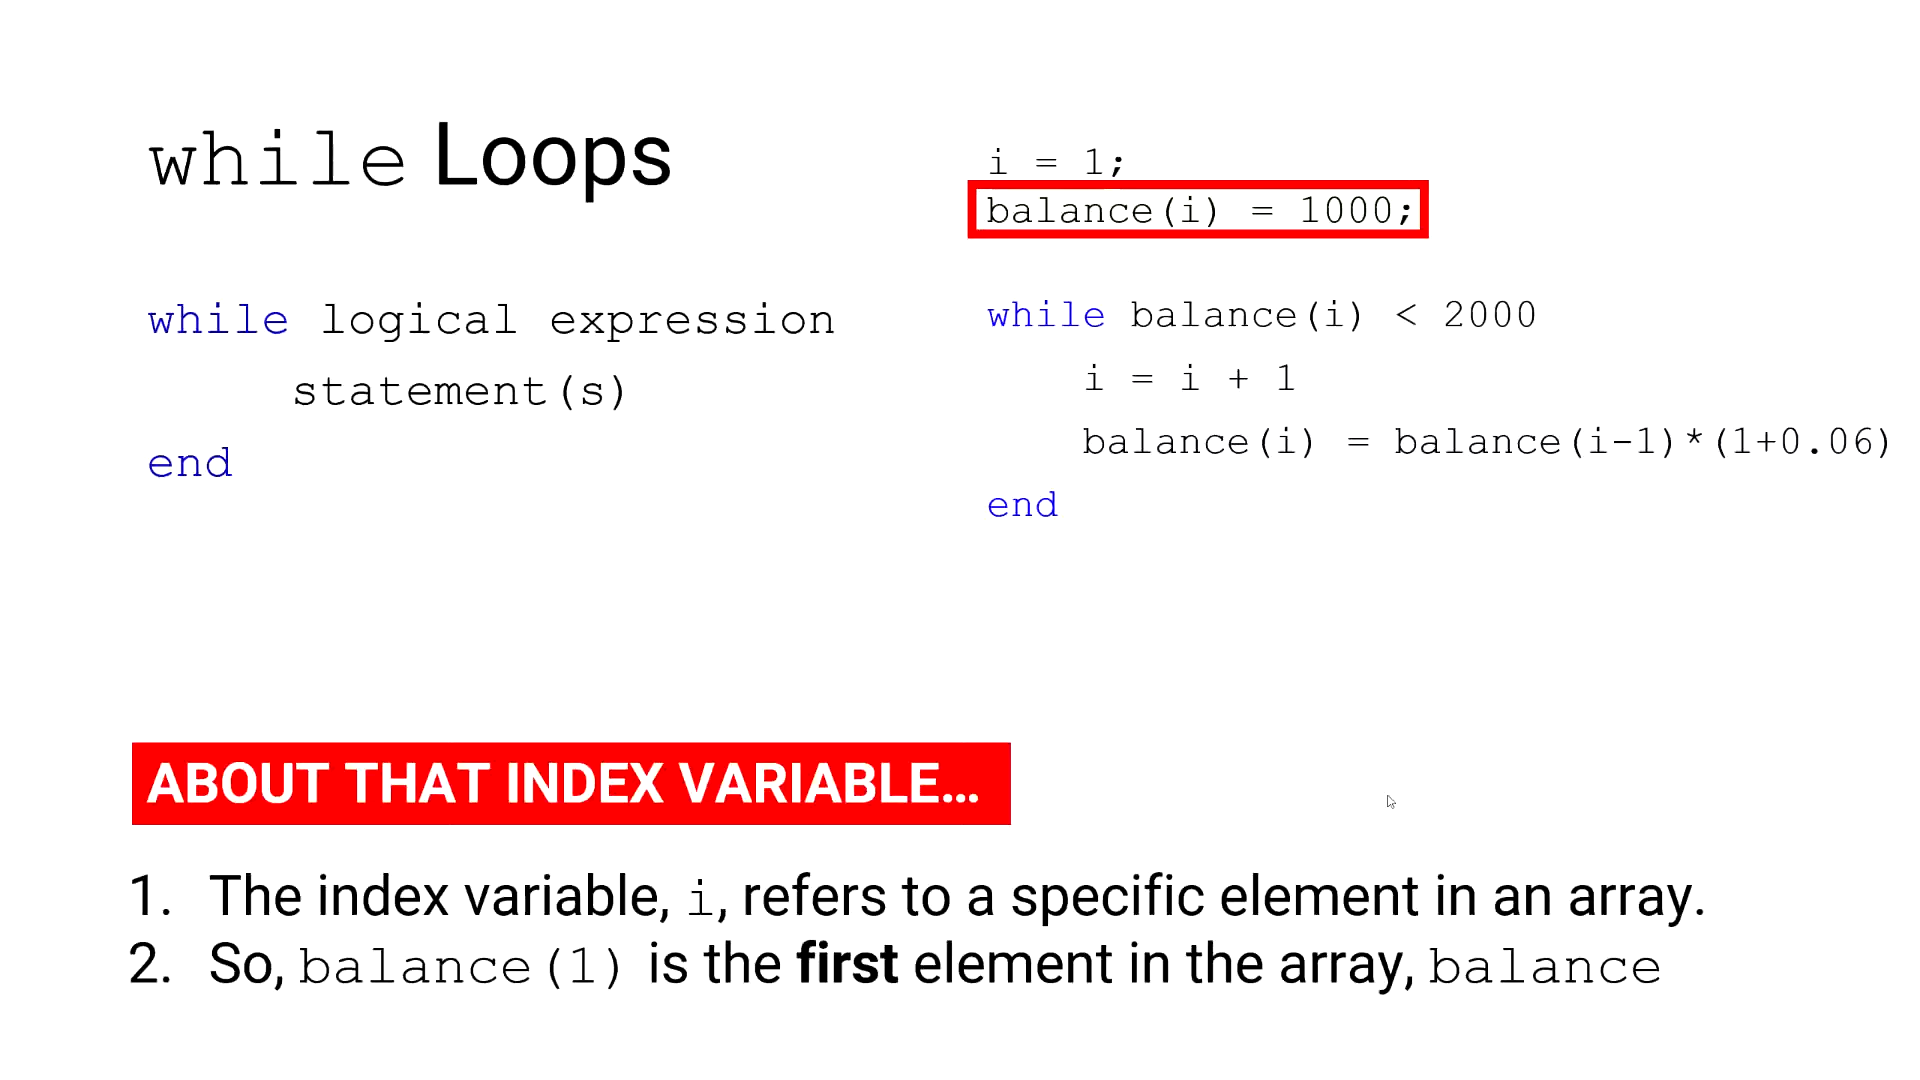 while Loops
while logical expression
statement(s)
end
i = 1;
balance(i) = 1000;
while balance(i) < 2000
i = i + 1
balance(i) = balance(i-1)*(1+0.06)
end
ABOUT THAT INDEX VARIABLE…
1. The index variable, i, refers to a specific element in an array.
2. So, balance(1) is the first element in the array, balance